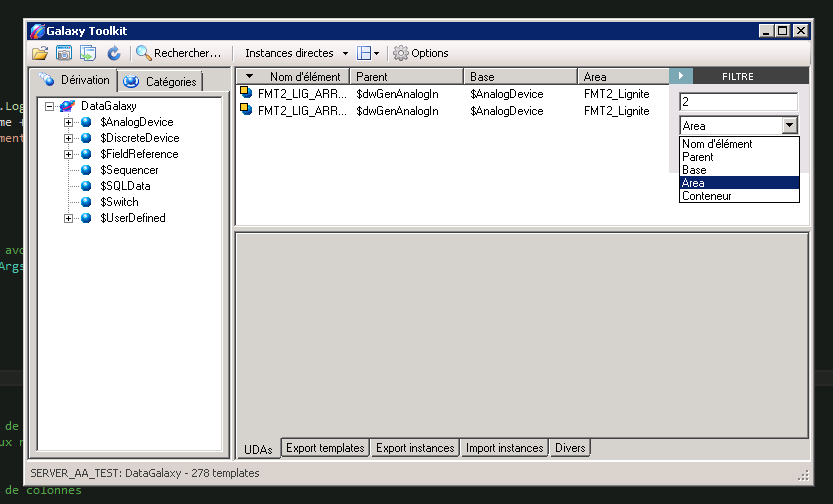 Galaxy Toolkit
Rechercher... Instances directes Options
Dérivation Catégories
DataGalaxy
$AnalogDevice
$DiscreteDevice
$FieldReference
$Sequencer
$SQLData
$Switch
$UserDefined
Nom d'élément Parent Base Area
FMT2_LIG_ARR... $dwGenAnalogIn $AnalogDevice FMT2_Lignite
FMT2_LIG_ARR... $dwGenAnalogIn $AnalogDevice FMT2_Lignite
FILTRE
2
Area
Nom d'élément
Parent
Base
Area
Conteneur
UDAs Export templates Export instances Import instances Divers
SERVER_AA_TEST: DataGalaxy - 278 templates
.Log
me +
ment
avo
Args
de
ux n
de colonnes